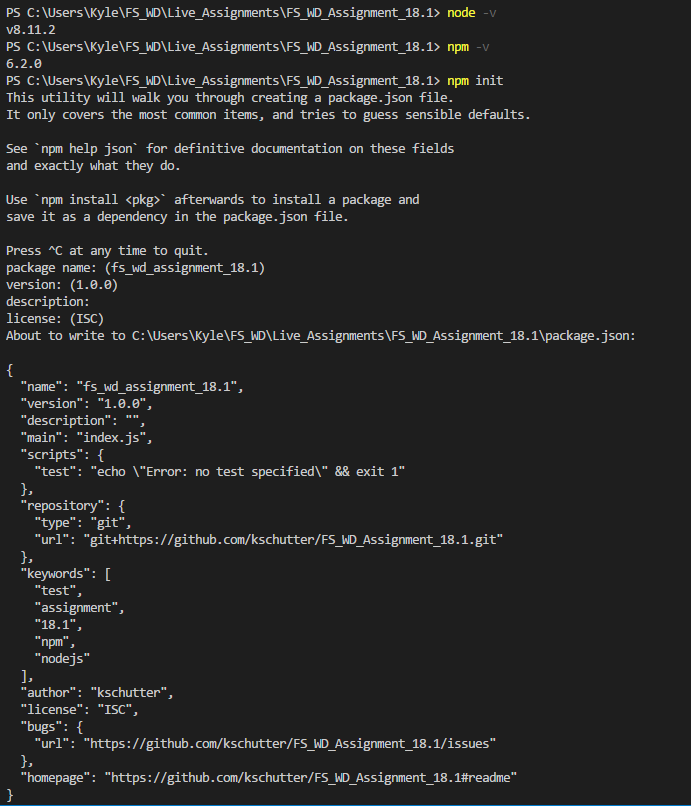 PS C:\Users\Kyle\FS_WD\Live_Assignments\FS_WD_Assignment_18.1> node -v
v8.11.2
PS C:\Users\Kyle\FS_WD\Live_Assignments\FS_WD_Assignment_18.1> npm -v
6.2.0
PS C:\Users\Kyle\FS_WD\Live_Assignments\FS_WD_Assignment_18.1> npm init
This utility will walk you through creating a package.json file.
It only covers the most common items, and tries to guess sensible defaults.

See `npm help json` for definitive documentation on these fields
and exactly what they do.

Use `npm install <pkg>` afterwards to install a package and
save it as a dependency in the package.json file.

Press ^C at any time to quit.
package name: (fs_wd_assignment_18.1)
version: (1.0.0)
description:
license: (ISC)
About to write to C:\Users\Kyle\FS_WD\Live_Assignments\FS_WD_Assignment_18.1\package.json:

{
  "name": "fs_wd_assignment_18.1",
  "version": "1.0.0",
  "description": "",
  "main": "index.js",
  "scripts": {
    "test": "echo \"Error: no test specified\" && exit 1"
  },
  "repository": {
    "type": "git",
    "url": "git+https://github.com/kschutter/FS_WD_Assignment_18.1.git"
  },
  "keywords": [
    "test",
    "assignment",
    "18.1",
    "npm",
    "nodejs"
  ],
  "author": "kschutter",
  "license": "ISC",
  "bugs": {
    "url": "https://github.com/kschutter/FS_WD_Assignment_18.1/issues"
  },
  "homepage": "https://github.com/kschutter/FS_WD_Assignment_18.1#readme"
}